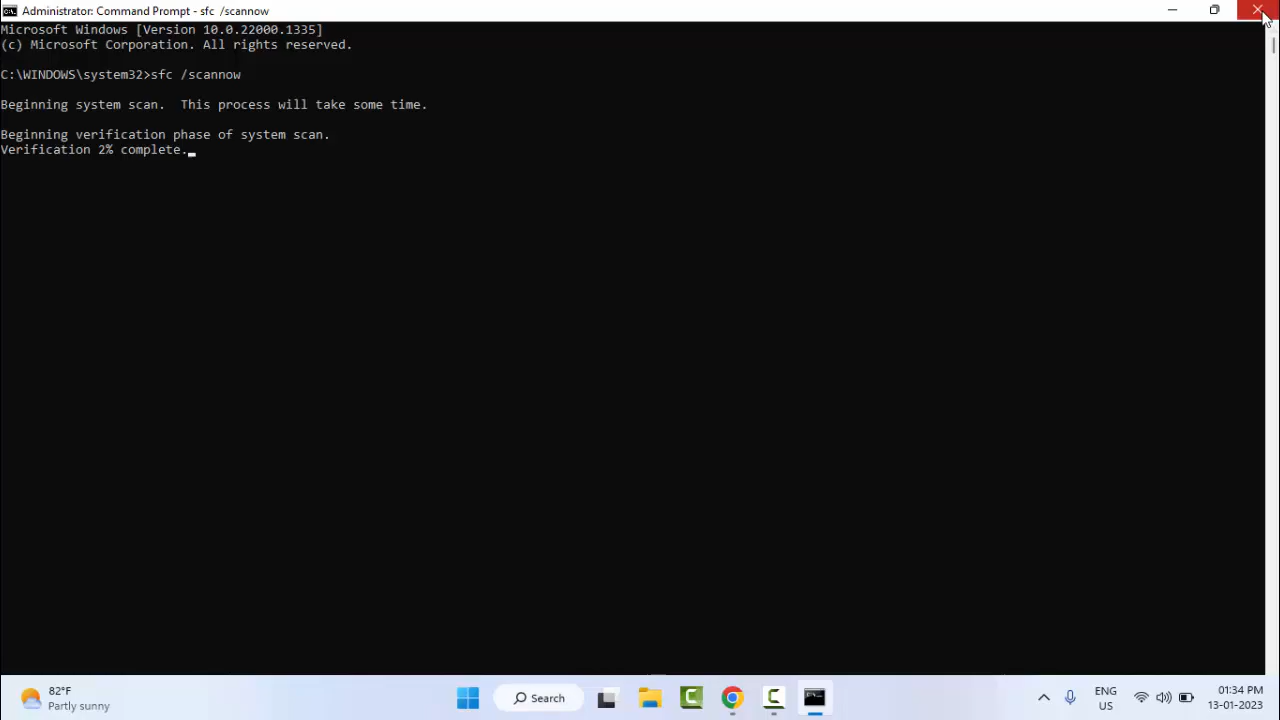 Administrator: Command Prompt - sfc /scannow
Microsoft Windows [Version 10.0.22000.1335]
(c) Microsoft Corporation. All rights reserved.
C:\WINDOWS\system32>sfc /scannow
Beginning system scan.  This process will take some time.
Beginning verification phase of system scan.
Verification 2% complete.
82°F
Partly sunny
Search
ENG
US
01:34 PM
13-01-2023